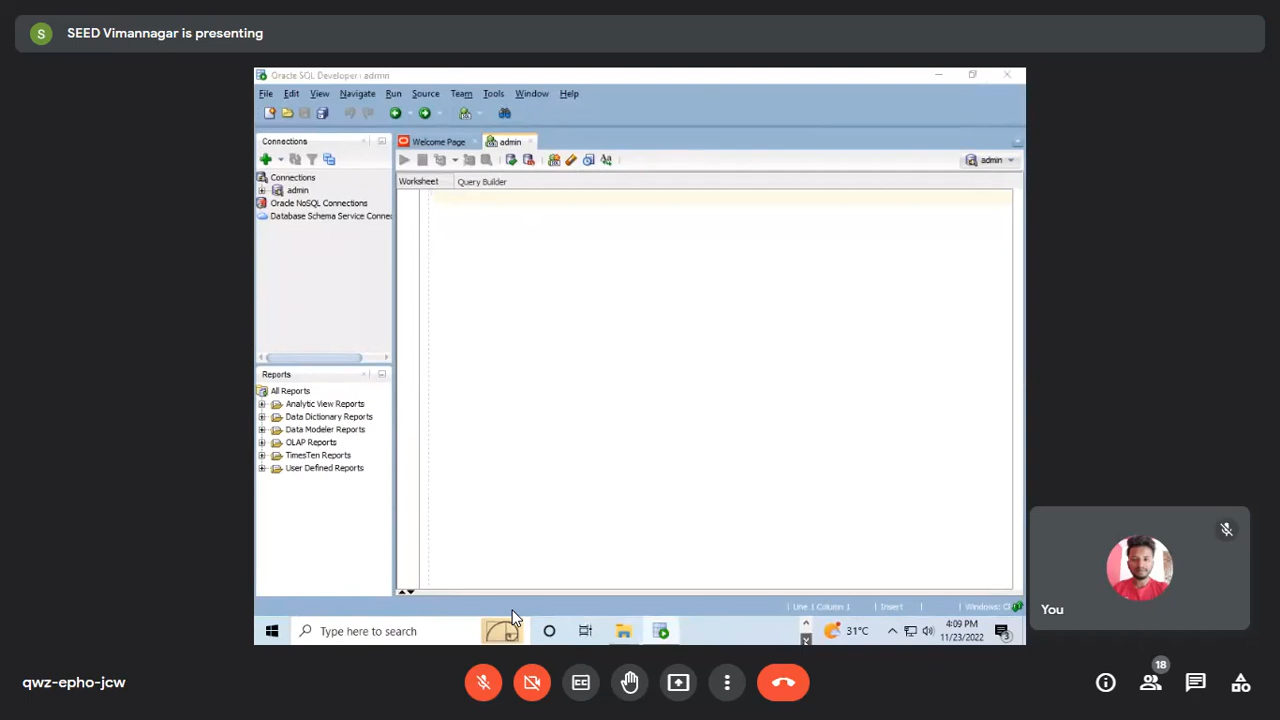 S SEED Vimannagar is presenting
Oracle SQL Developer : admin
File Edit View Navigate Run Source Team Tools Window Help
Connections
Welcome Page
admin
admin
Worksheet Query Builder
Connections
admin
Oracle NoSQL Connections
Database Schema Service Connec
Reports
All Reports
Analytic View Reports
Data Dictionary Reports
Data Modeler Reports
OLAP Reports
TimesTen Reports
User Defined Reports
Line 1 Column 1 Insert Windows: C
Type here to search
31°C
4:09 PM
11/23/2022
3
You
qwz-epho-jcw
CC
18